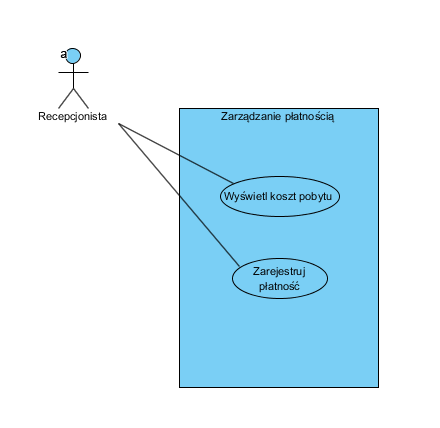 a
Recepcjonista
Zarządzanie płatnością
Wyświetl koszt pobytu
Zarejestruj
płatność